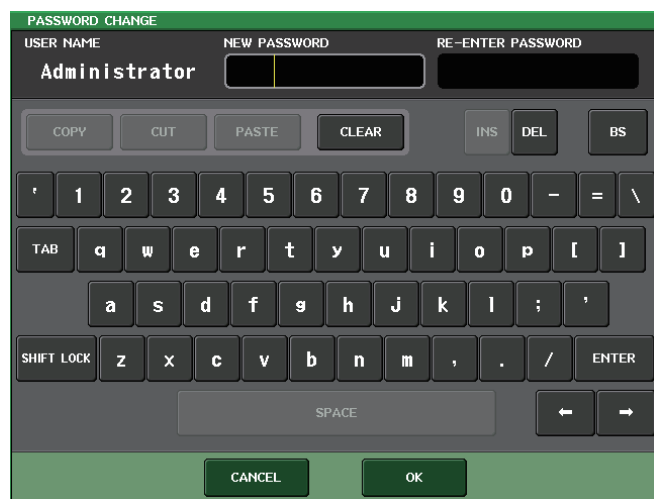 PASSWORD CHANGE
USER NAME NEW PASSWORD RE-ENTER PASSWORD
Administrator
COPY CUT PASTE CLEAR INS DEL BS
' 1 2 3 4 5 6 7 8 9 0 - = \
TAB q w e r t y u i o p [ ]
a s d f g h j k l ; '
SHIFT LOCK z x c v b n m , . / ENTER
SPACE ← →
CANCEL OK